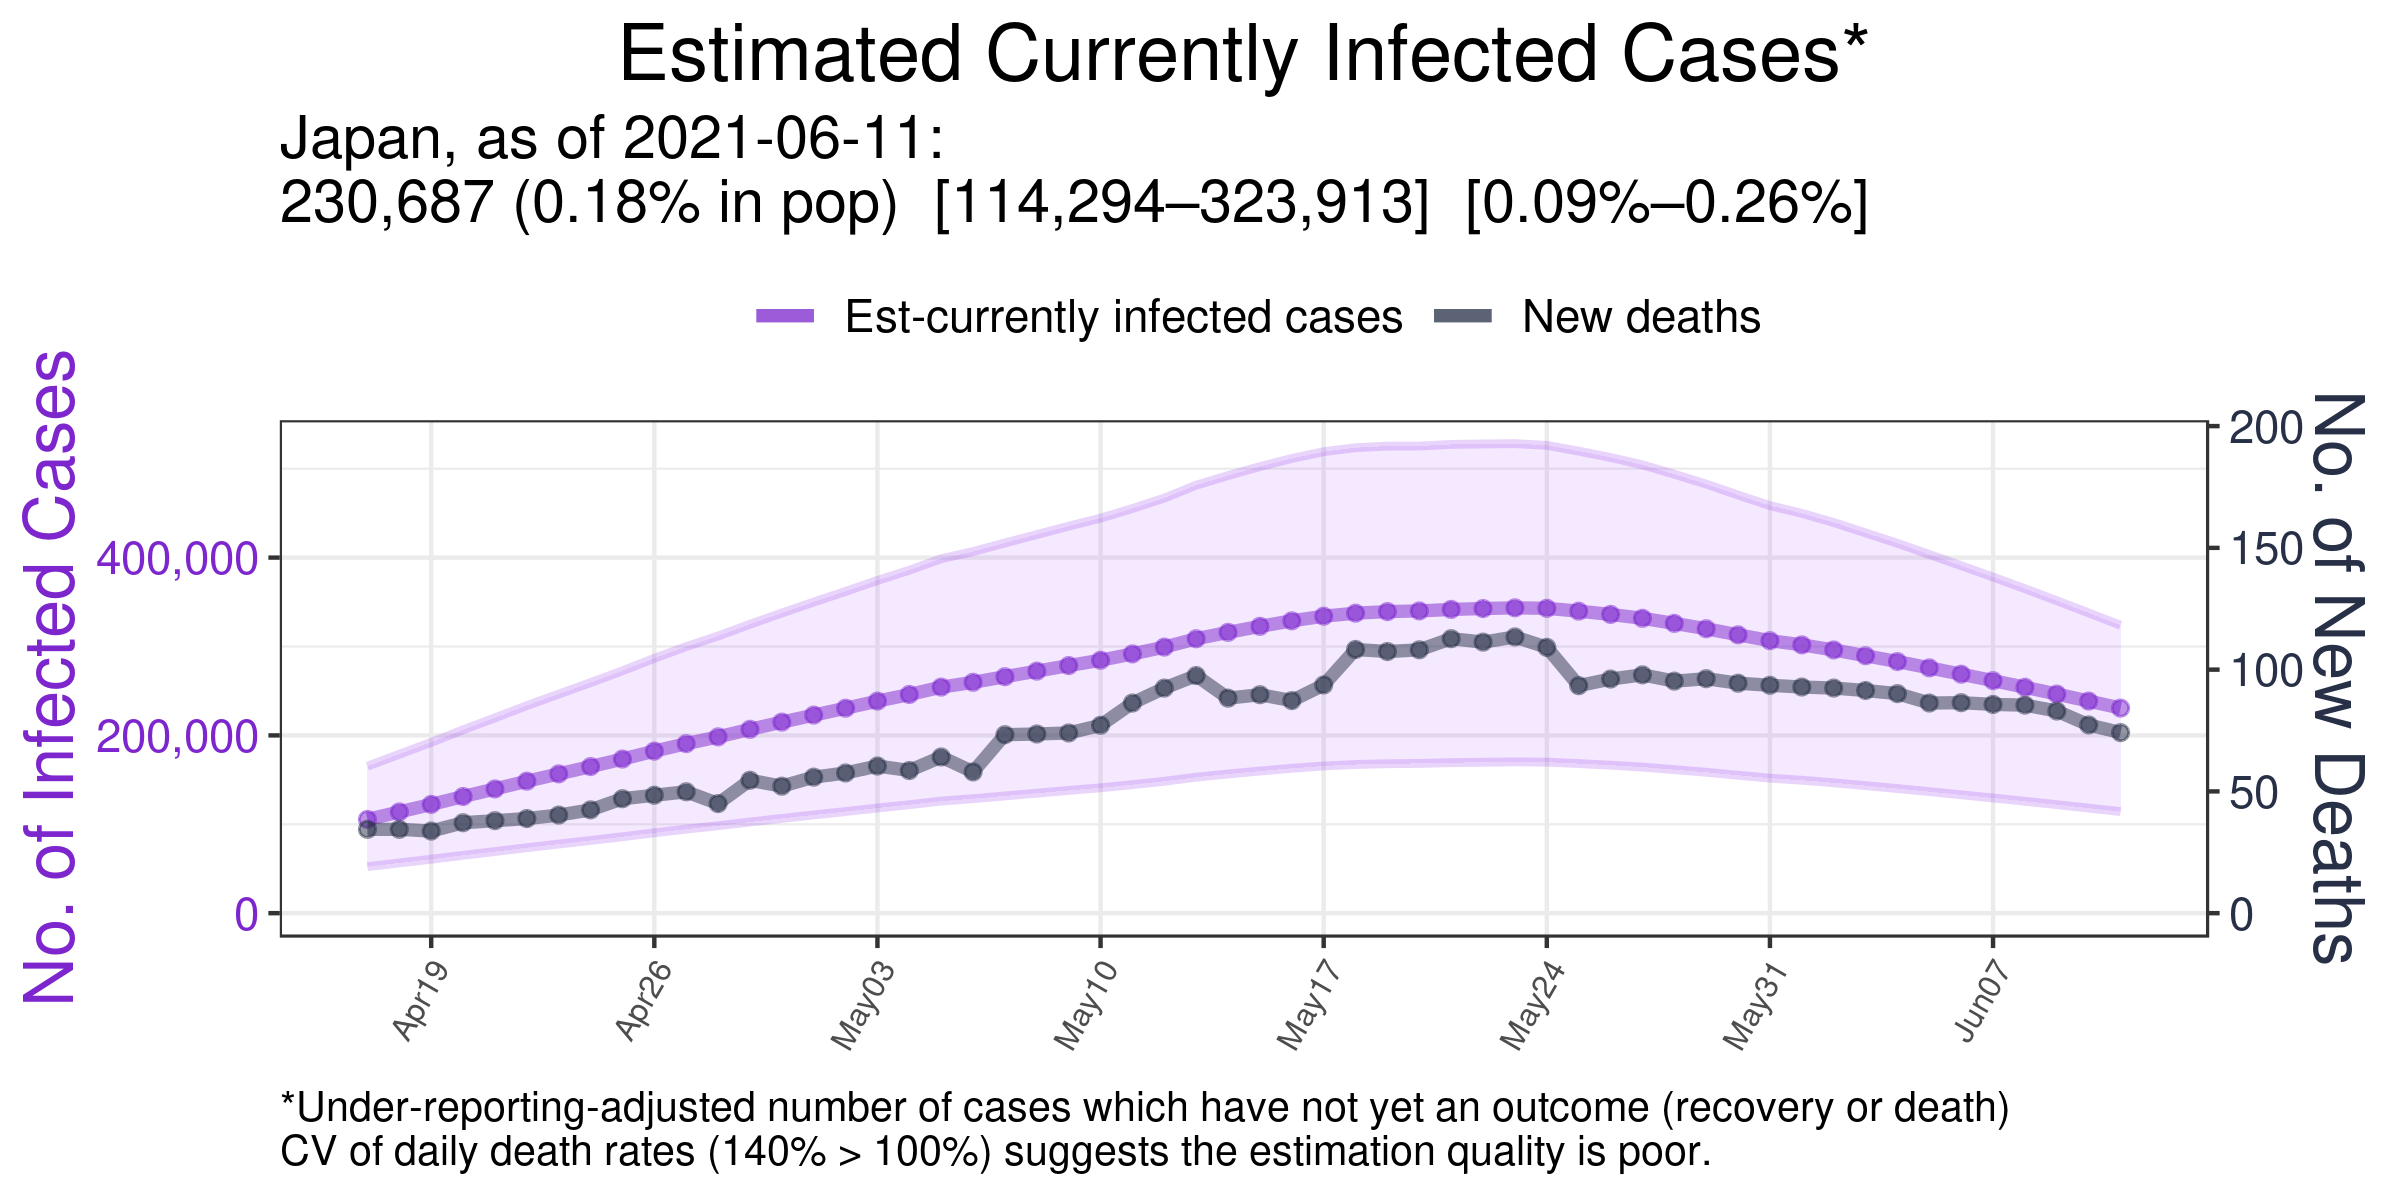 Estimated Currently Infected Cases*
Japan, as of 2021-06-11:
230,687 (0.18% in pop) [114,294–323,913] [0.09%–0.26%]
Est-currently infected cases
New deaths
No. of Infected Cases
400,000
200,000
0
200
150
100
50
0
No. of New Deaths
Apr19
Apr26
May03
May10
May17
May24
May31
Jun07
*Under-reporting-adjusted number of cases which have not yet an outcome (recovery or death)
CV of daily death rates (140% > 100%) suggests the estimation quality is poor.